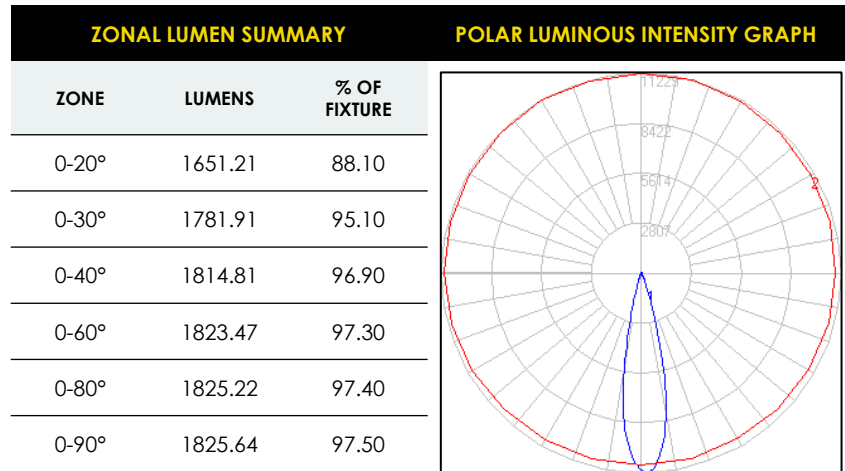 ZONAL LUMEN SUMMARY
POLAR LUMINOUS INTENSITY GRAPH
ZONE LUMENS % OF FIXTURE
0-20° 1651.21 88.10
0-30° 1781.91 95.10
0-40° 1814.81 96.90
0-60° 1823.47 97.30
0-80° 1825.22 97.40
0-90° 1825.64 97.50
11229
8422
5614
2807
2
1